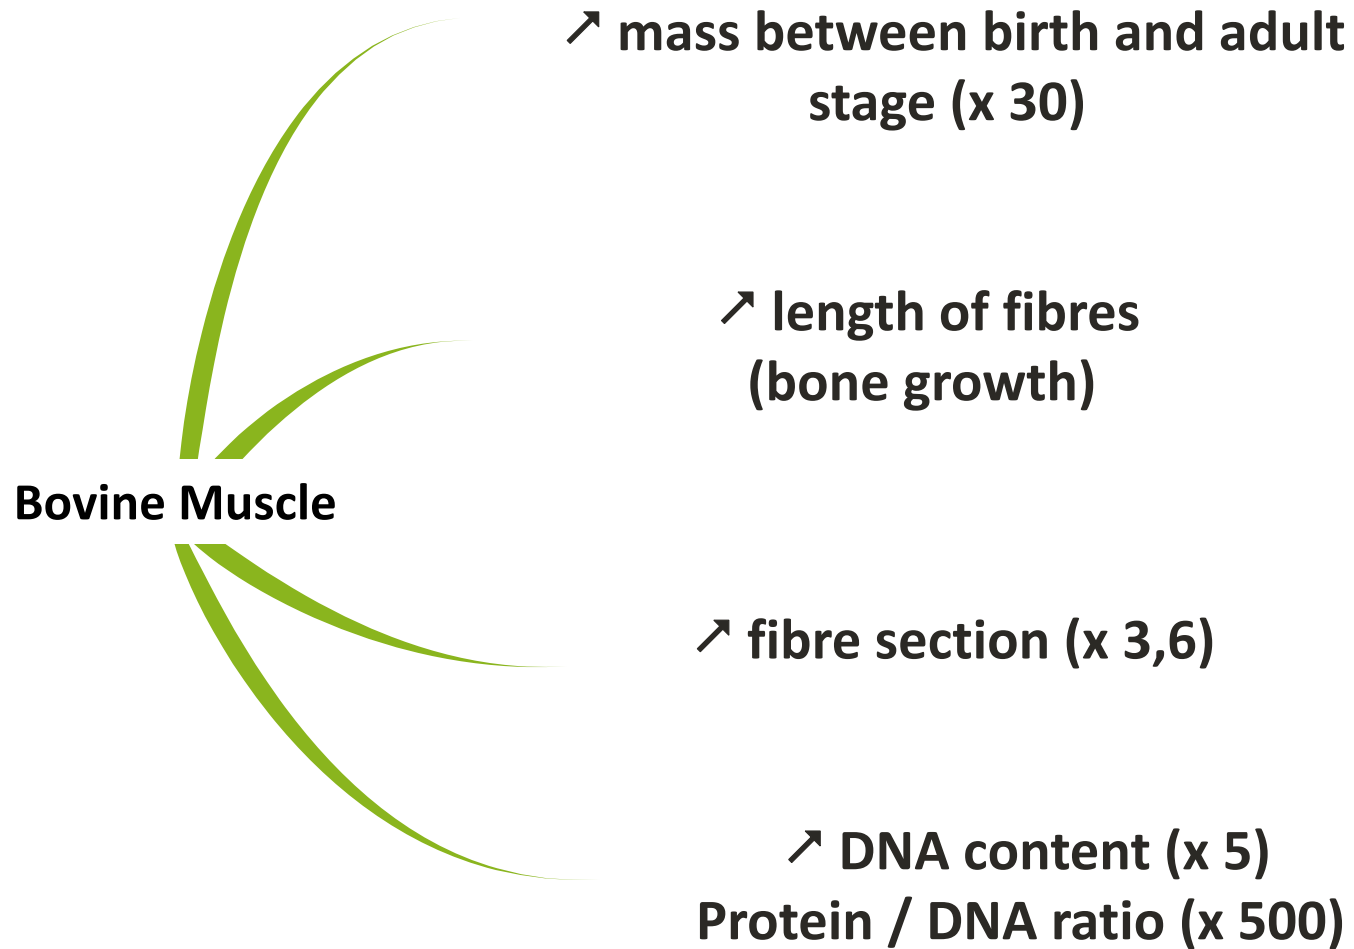 ↗ mass between birth and adult
stage (x 30)
↗ length of fibres
(bone growth)
Bovine Muscle
↗ fibre section (x 3,6)
↗ DNA content (x 5)
Protein / DNA ratio (x 500)